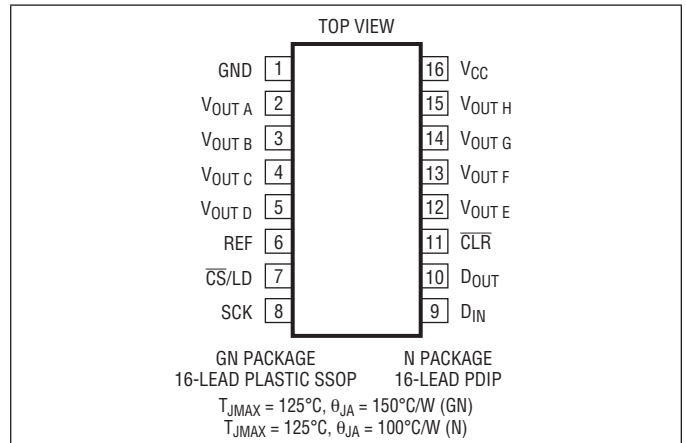 TOP VIEW
GND 1 16 VCC
VOUT A 2 15 VOUT H
VOUT B 3 14 VOUT G
VOUT C 4 13 VOUT F
VOUT D 5 12 VOUT E
REF 6 11 C̅L̅R̅
C̅S̅/LD 7 10 DOUT
SCK 8 9 DIN
GN PACKAGE N PACKAGE
16-LEAD PLASTIC SSOP 16-LEAD PDIP
TJMAX = 125°C, θJA = 150°C/W (GN)
TJMAX = 125°C, θJA = 100°C/W (N)